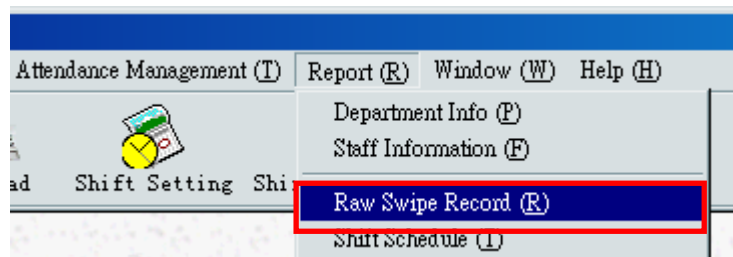 Attendance Management (T) Report (R) Window (W) Help (H)
Department Info (P)
Staff Information (F)
Shift Setting
Raw Swipe Record (R)
Shift Schedule (T)